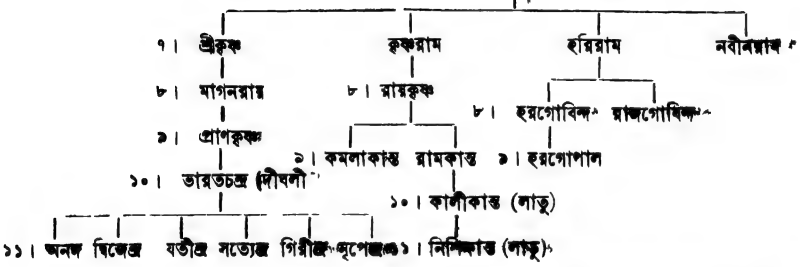 ৭। শ্রীকৃষ্ণ কৃষ্ণরাম হরিরাম নবীনরাম
৮। মাগনরাম ৮। রামকৃষ্ণ
৮। হরগোবিন্দ রাজগোবিন্দ
৯। প্রাণকৃষ্ণ
৯। কমলাকান্ত রামকান্ত ৯। হরগোপাল
১০। ভারতচন্দ্র (দীঘলী
১০। কালীকান্ত (লাতু)
১১। অনঙ্গ দ্বিজেন্দ্র যতীন্দ্র সত্যেন্দ্র গিরীন্দ্র নৃপেন্দ্র ১১। নিশিকান্ত (লাতু)